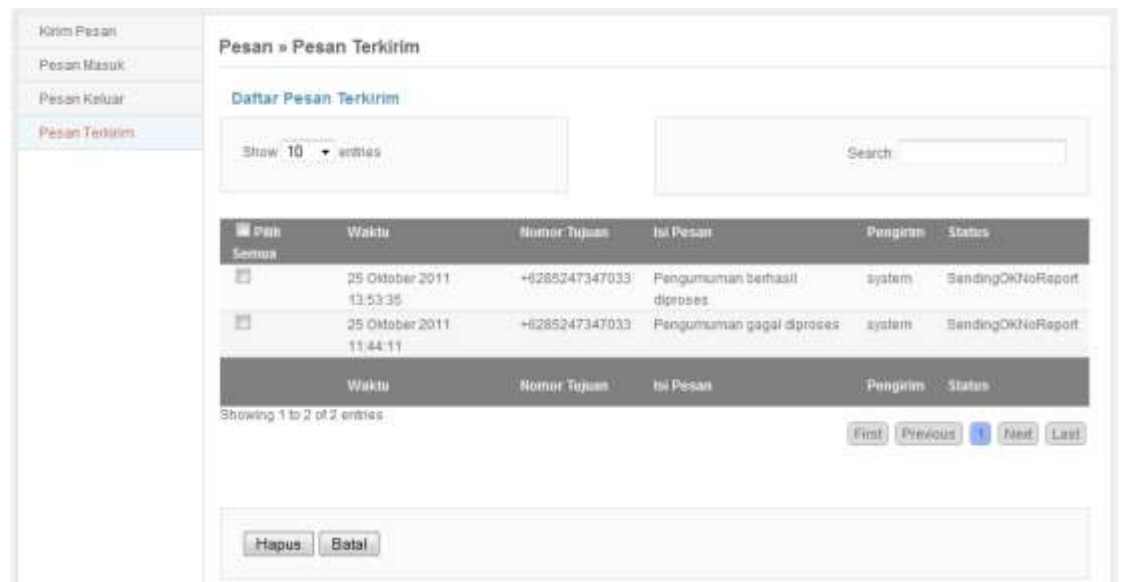 Kirim Pesan
Pesan Masuk
Pesan Keluar
Pesan Terkirim
Pesan » Pesan Terkirim
Daftar Pesan Terkirim
Show 10 entries
Search
Pilih Semua Waktu Nomor Tujuan Isi Pesan Pengirim Status
25 Oktober 2011 +6285247347033 Pengumuman berhasil system SendingOKNoReport
13:53:35 diproses
25 Oktober 2011 +6285247347033 Pengumuman gagal diproses system SendingOKNoReport
11:44:11
Waktu Nomor Tujuan Isi Pesan Pengirim Status
Showing 1 to 2 of 2 entries
First Previous 1 Next Last
Hapus Batal